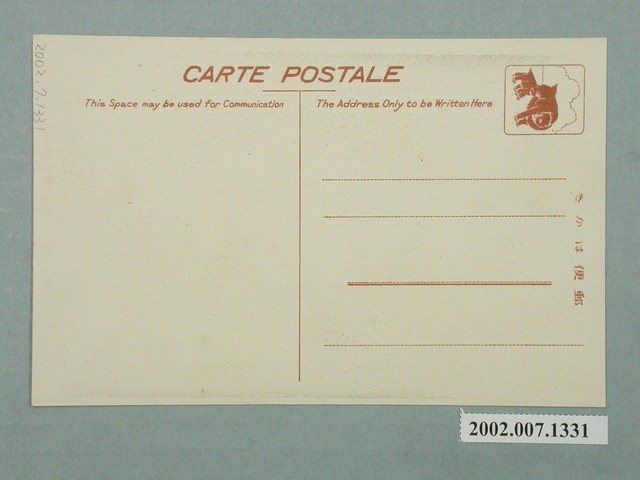 CARTE POSTALE
This Space may be used for Communication
The Address Only to be Written Here
きかは便郵
2002.7.1331
2002.007.1331